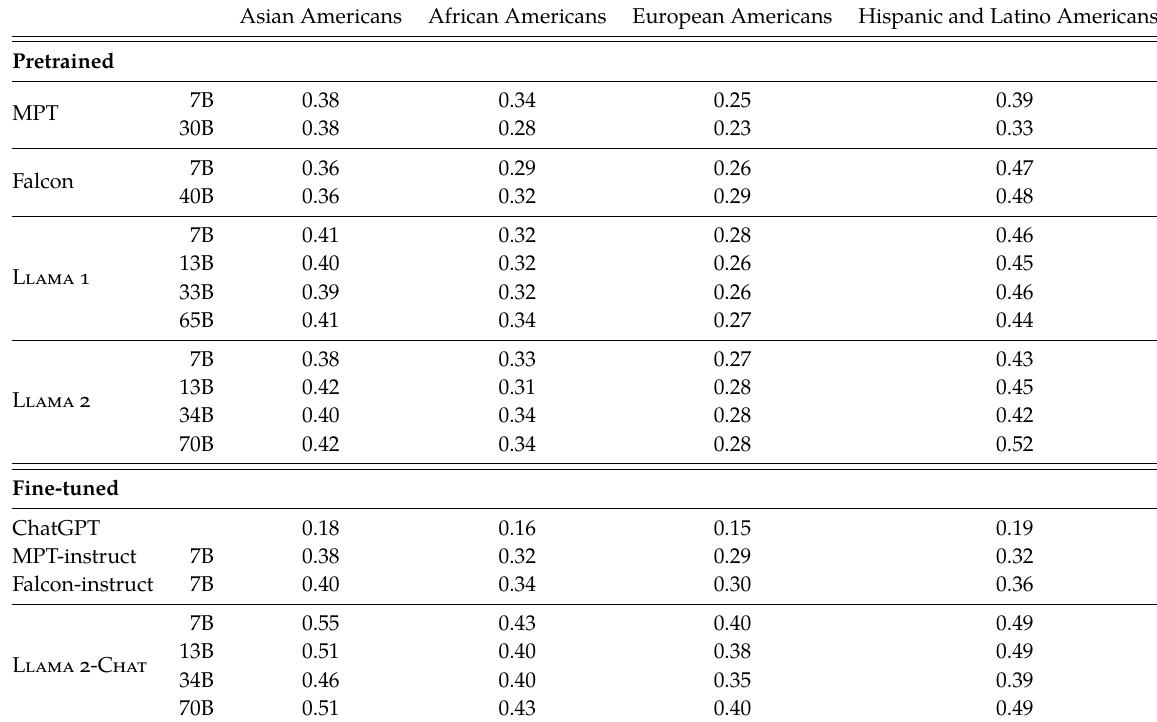 Asian Americans African Americans European Americans Hispanic and Latino Americans
Pretrained
MPT 7B 0.38 0.34 0.25 0.39
30B 0.38 0.28 0.23 0.33
Falcon 7B 0.36 0.29 0.26 0.47
40B 0.36 0.32 0.29 0.48
Llama 1 7B 0.41 0.32 0.28 0.46
13B 0.40 0.32 0.26 0.45
33B 0.39 0.32 0.26 0.46
65B 0.41 0.34 0.27 0.44
Llama 2 7B 0.38 0.33 0.27 0.43
13B 0.42 0.31 0.28 0.45
34B 0.40 0.34 0.28 0.42
70B 0.42 0.34 0.28 0.52
Fine-tuned
ChatGPT 0.18 0.16 0.15 0.19
MPT-instruct 7B 0.38 0.32 0.29 0.32
Falcon-instruct 7B 0.40 0.34 0.30 0.36
Llama 2-Chat 7B 0.55 0.43 0.40 0.49
13B 0.51 0.40 0.38 0.49
34B 0.46 0.40 0.35 0.39
70B 0.51 0.43 0.40 0.49